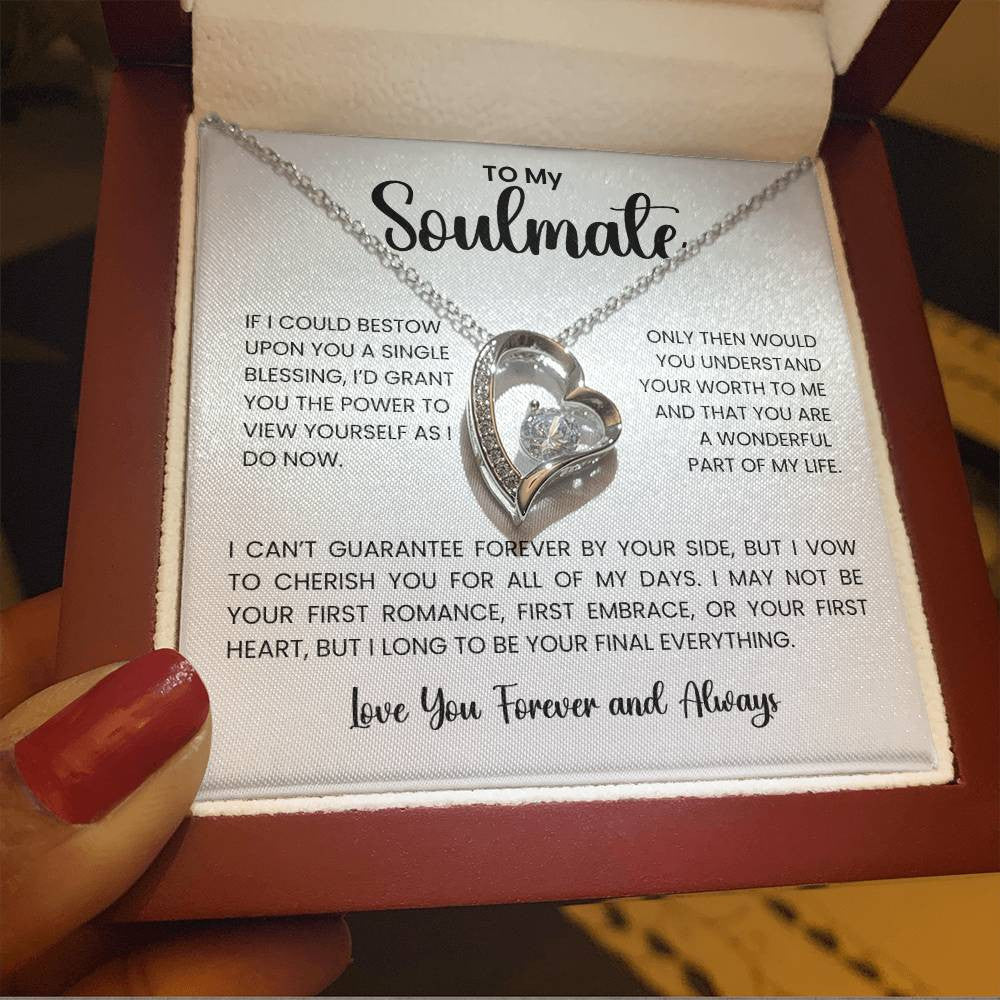 TO My
Soulmate,
IF I COULD BESTOW
UPON YOU A SINGLE
BLESSING, I'D GRANT
YOU THE POWER TO
VIEW YOURSELF AS I
DO NOW.
ONLY THEN WOULD
YOU UNDERSTAND
YOUR WORTH TO ME
AND THAT YOU ARE
A WONDERFUL
PART OF MY LIFE.
I CAN'T GUARANTEE FOREVER BY YOUR SIDE, BUT I VOW
TO CHERISH YOU FOR ALL OF MY DAYS. I MAY NOT BE
YOUR FIRST ROMANCE, FIRST EMBRACE, OR YOUR FIRST
HEART, BUT I LONG TO BE YOUR FINAL EVERYTHING.
Love You Forever and Always